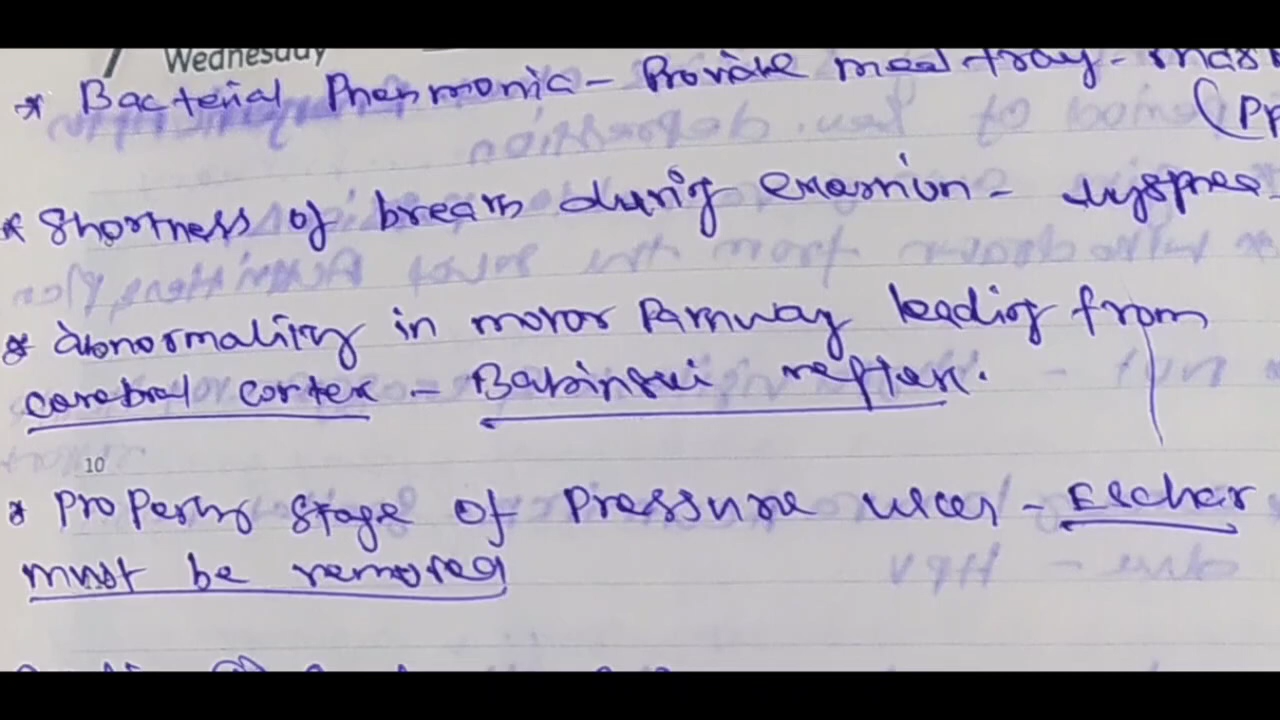 Wednesday
* Bacterial Pneumonia - Provide meal tray -
* Shortness of breath during exertion - dyspnea
* abnormality in motor Pathway leading from
cerebral cortex - Babinski reflex.
10
* Properly stage of Pressure ulcer - Eschar
must be removed